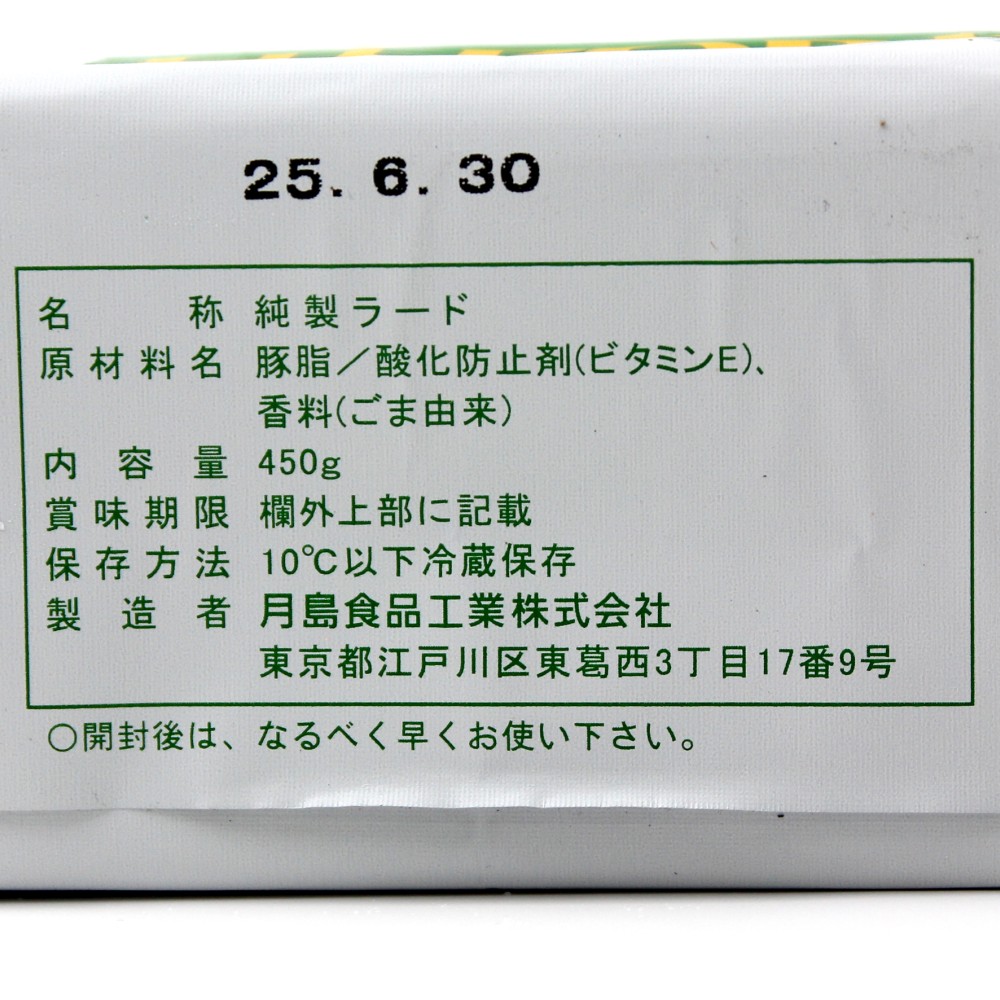 25. 6. 30
名称 純製ラード
原材料名 豚脂／酸化防止剤(ビタミンE)、
香料(ごま由来)
内容量 450g
賞味期限 欄外上部に記載
保存方法 10℃以下冷蔵保存
製造者 月島食品工業株式会社
東京都江戸川区東葛西3丁目17番9号
○開封後は、なるべく早くお使い下さい。